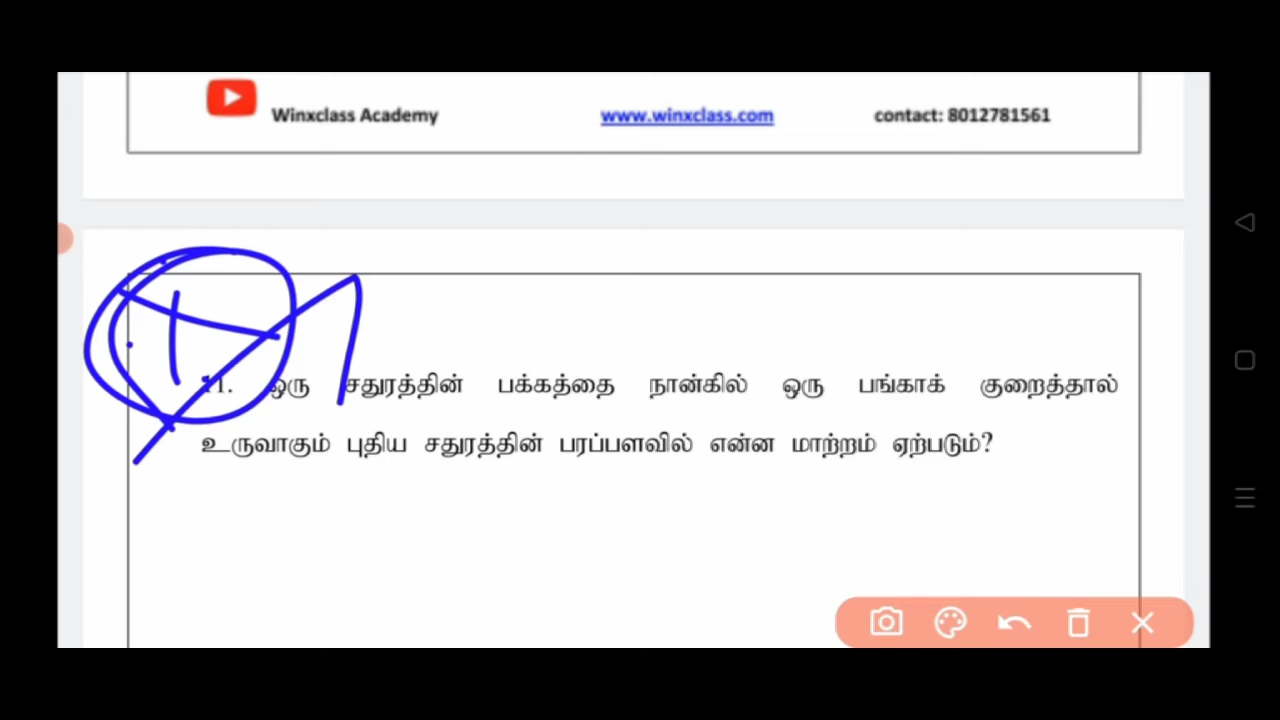 Winxclass Academy www.winxclass.com contact: 8012781561
11. ஒரு சதுரத்தின் பக்கத்தை நான்கில் ஒரு பங்காக் குறைத்தால்
உருவாகும் புதிய சதுரத்தின் பரப்பளவில் என்ன மாற்றம் ஏற்படும்?